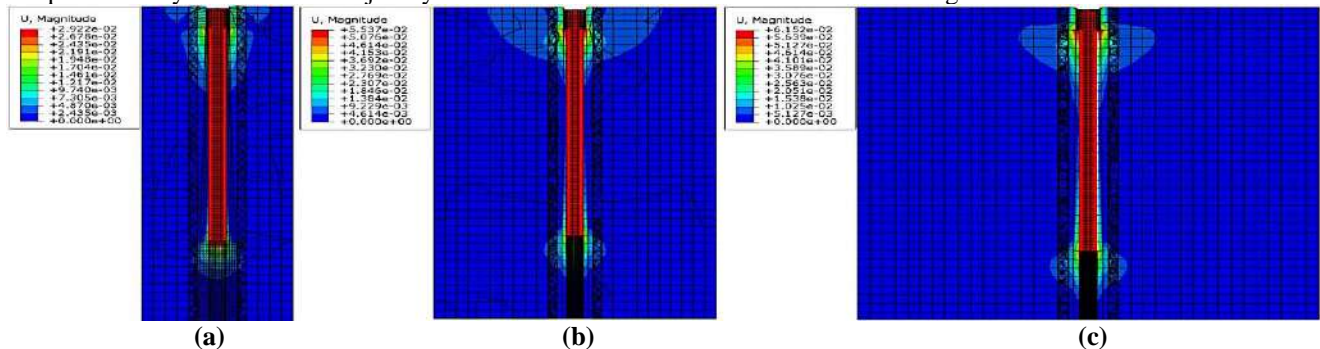 U, Magnitude
+2.922e-02
+2.678e-02
+2.435e-02
+2.191e-02
+1.948e-02
+1.704e-02
+1.461e-02
+1.217e-02
+9.740e-03
+7.305e-03
+4.870e-03
+2.435e-03
+0.000e+00
U, Magnitude
+5.537e-02
+5.076e-02
+4.614e-02
+4.153e-02
+3.692e-02
+3.230e-02
+2.769e-02
+2.307e-02
+1.846e-02
+1.384e-02
+9.229e-03
+4.614e-03
+0.000e+00
U, Magnitude
+6.152e-02
+5.639e-02
+5.127e-02
+4.614e-02
+4.101e-02
+3.589e-02
+3.076e-02
+2.563e-02
+2.051e-02
+1.538e-02
+1.025e-02
+5.127e-03
+0.000e+00
(a)
(b)
(c)